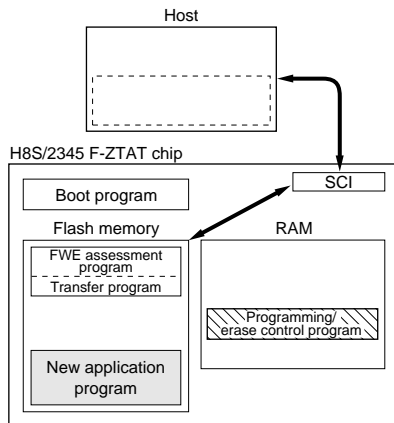 Host
H8S/2345 F-ZTAT chip
SCI
Boot program
Flash memory
RAM
FWE assessment
program
Transfer program
Programming/
erase control program
New application
program